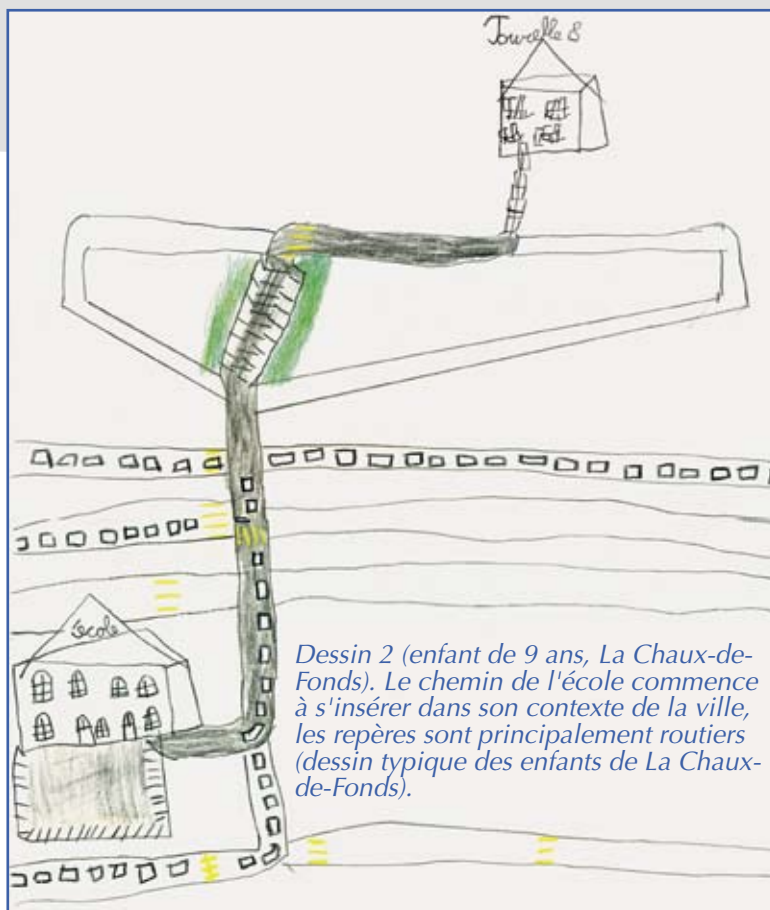 Tourelle 8
école
Dessin 2 (enfant de 9 ans, La Chaux-de-
Fonds). Le chemin de l'école commence
à s'insérer dans son contexte de la ville,
les repères sont principalement routiers
(dessin typique des enfants de La Chaux-
de-Fonds).